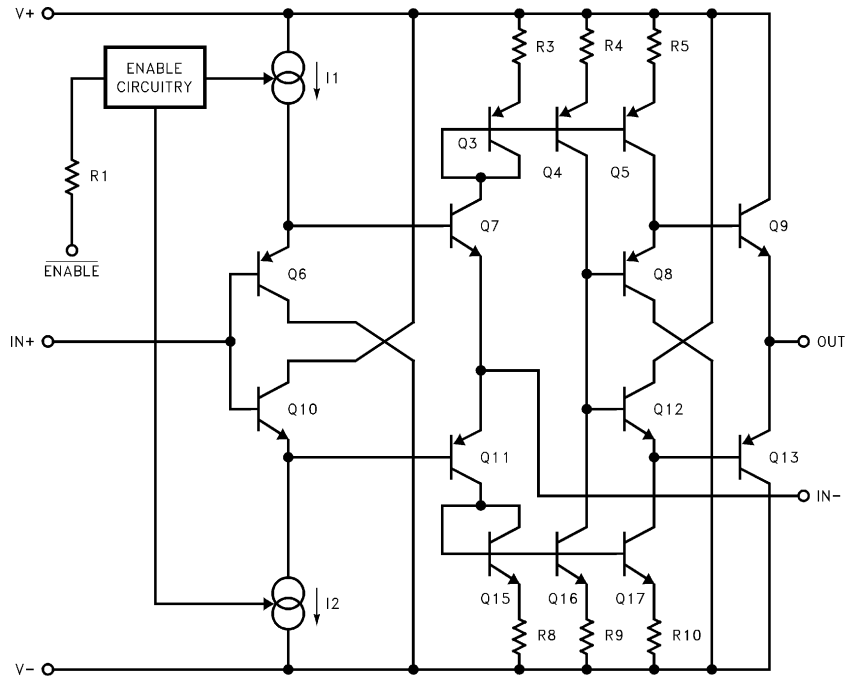 V+
R3
R4
R5
ENABLE
CIRCUITRY
I1
Q3
Q4
Q5
R1
Q7
Q9
ENABLE
Q6
Q8
IN+
OUT
Q10
Q12
Q11
Q13
IN-
Q15
Q16
Q17
I2
R8
R9
R10
V-